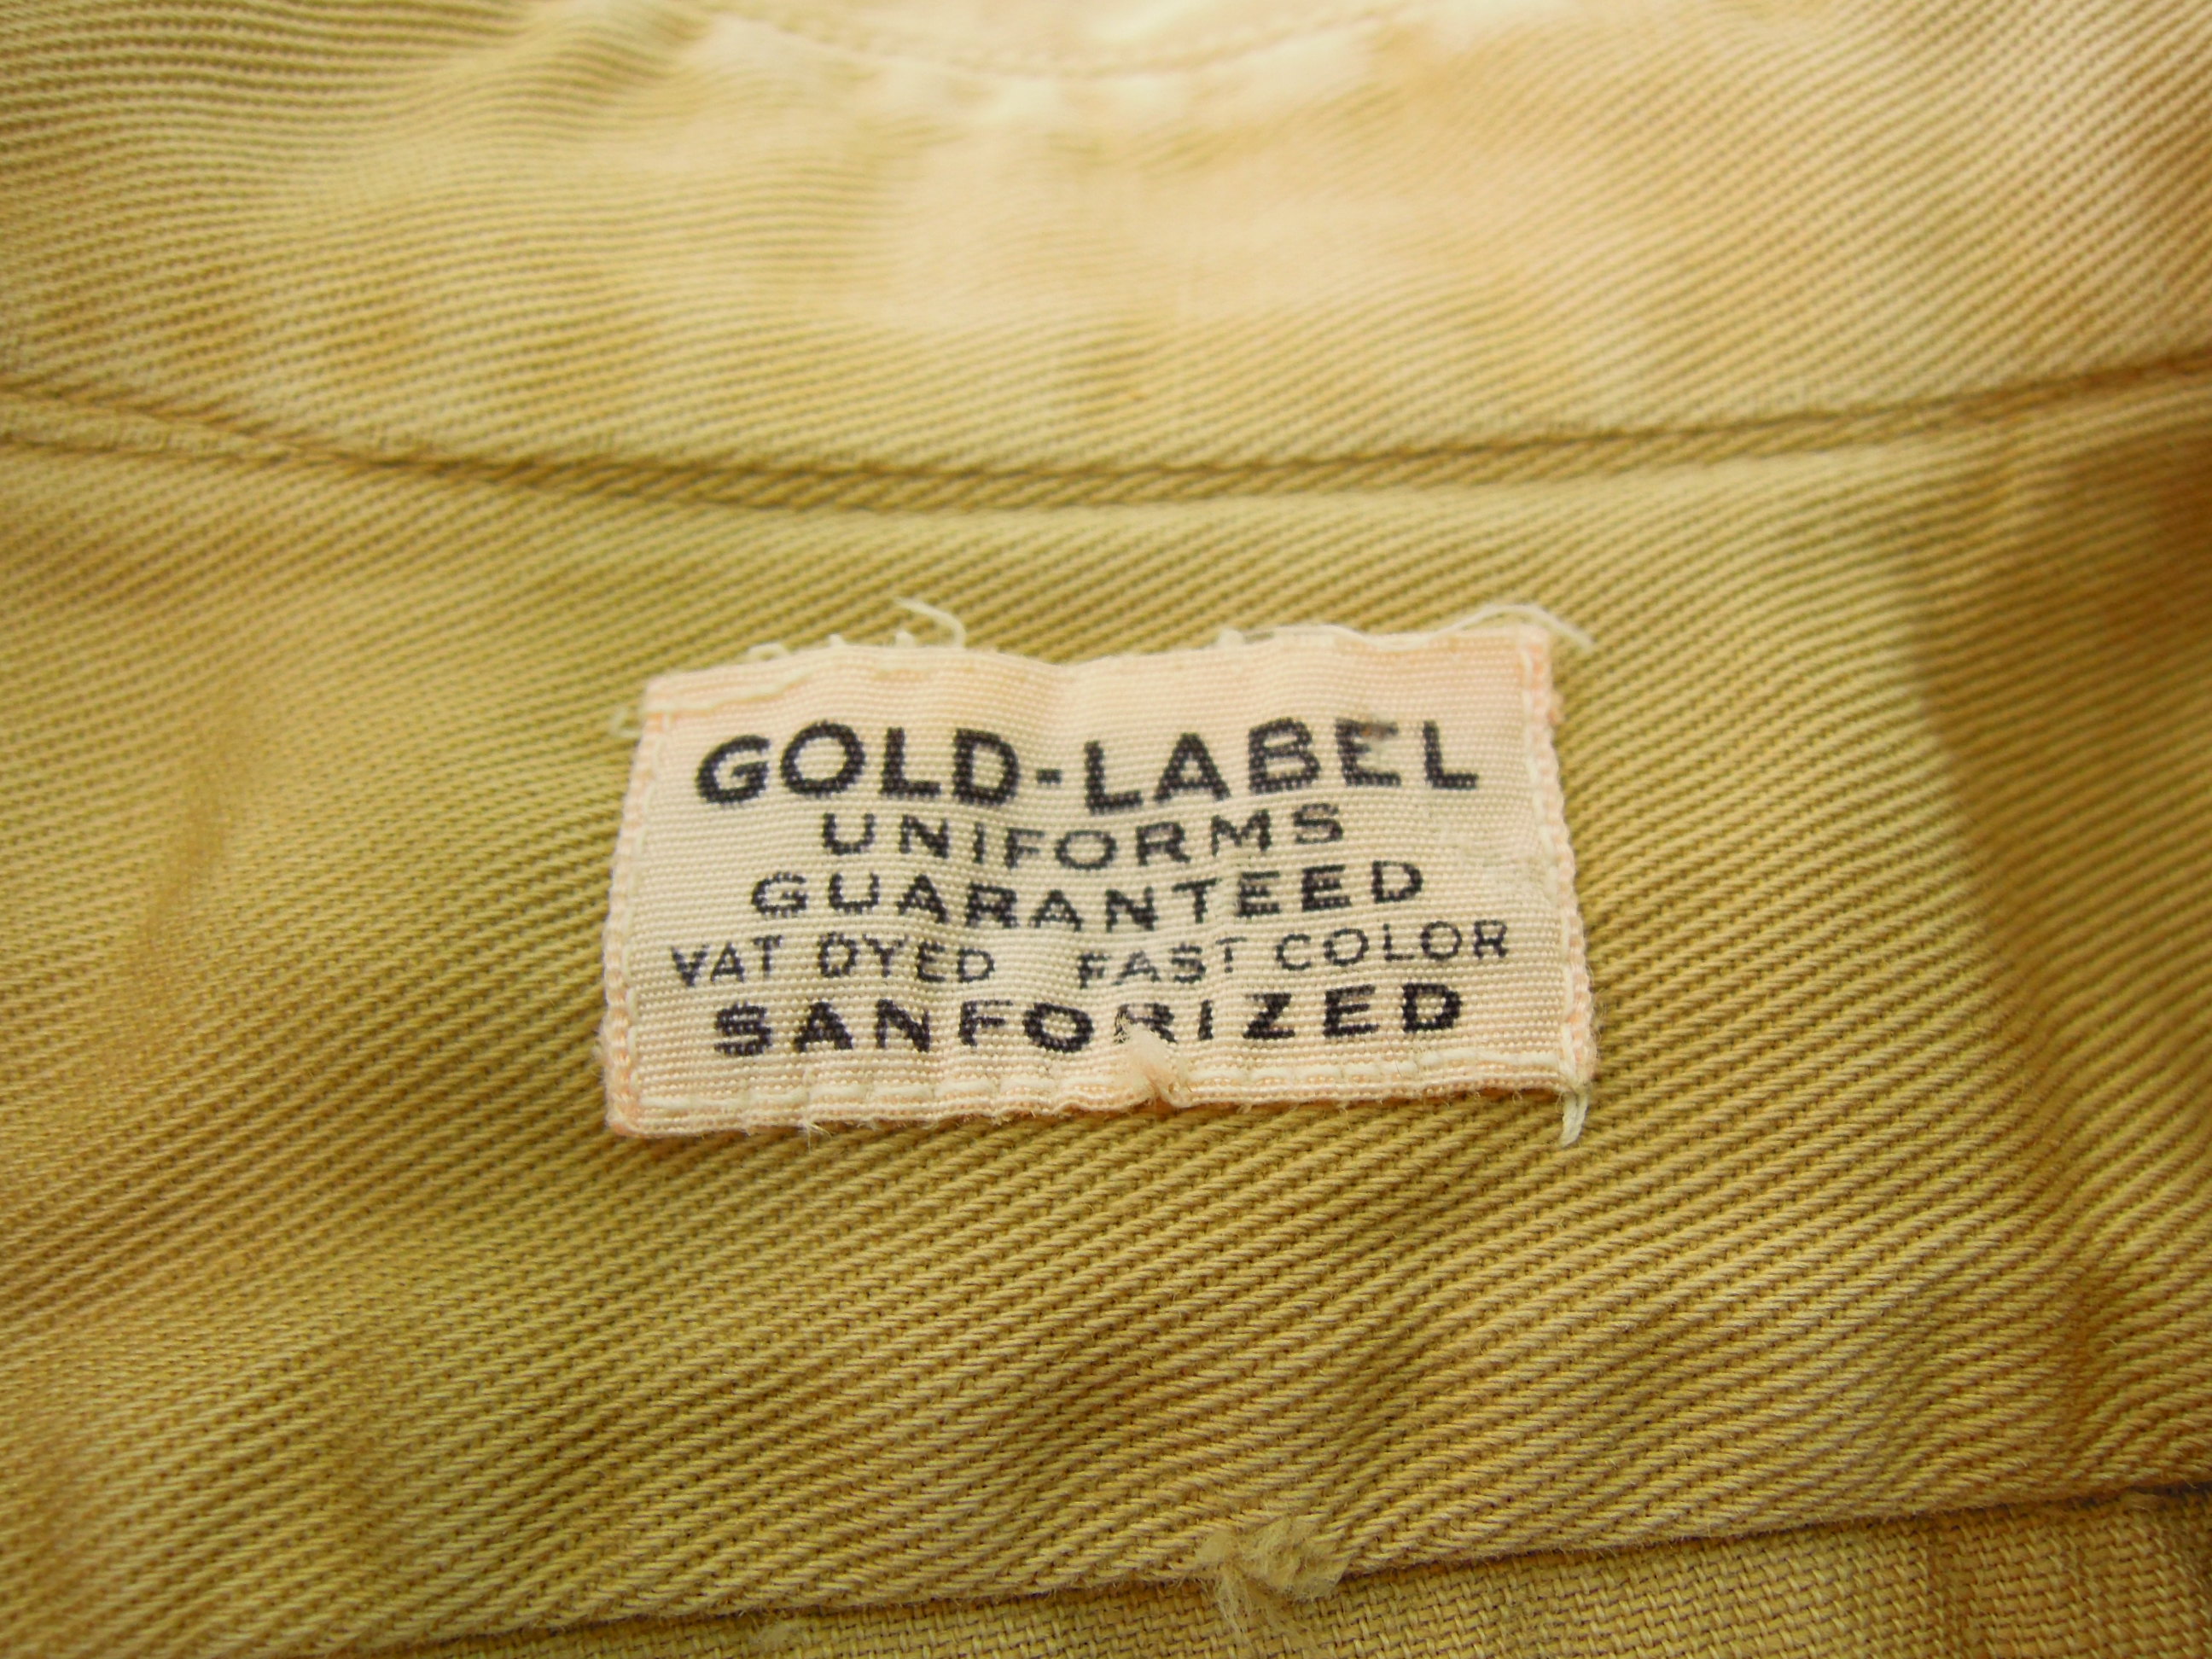 GOLD-LABEL
UNIFORMS
GUARANTEED
VAT DYED FAST COLOR
SANFORIZED